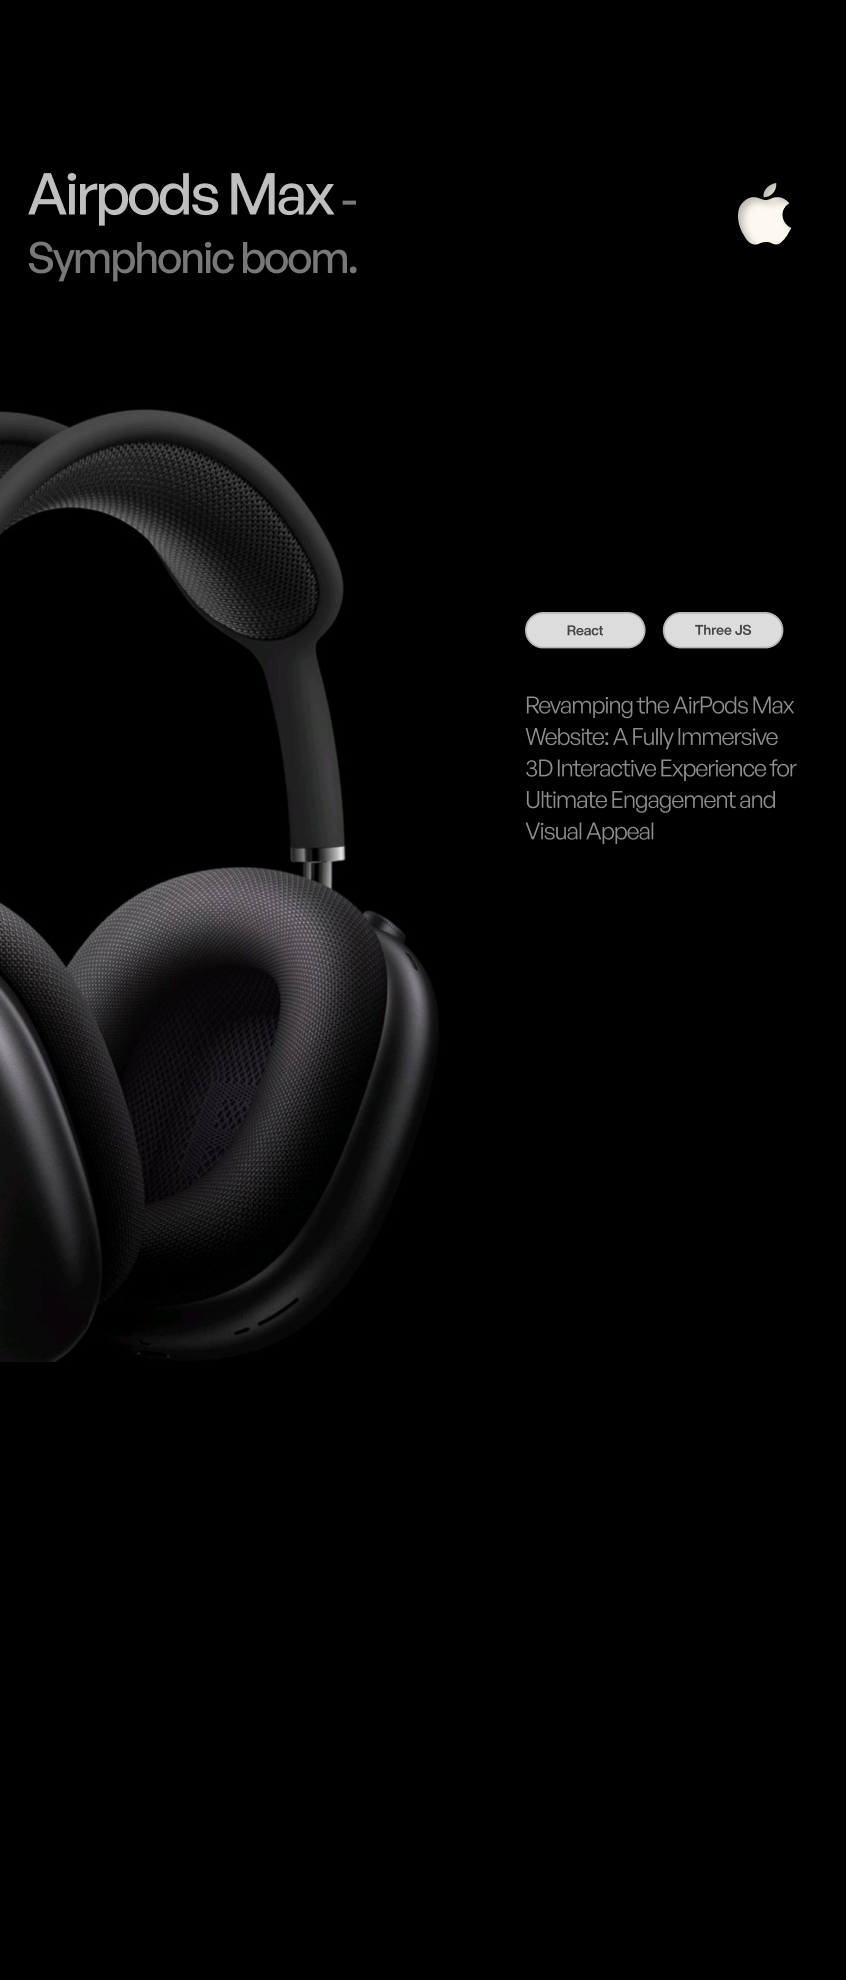 Airpods Max -
Symphonic boom.
React
Three JS
Revamping the AirPods Max
Website: A Fully Immersive
3D Interactive Experience for
Ultimate Engagement and
Visual Appeal